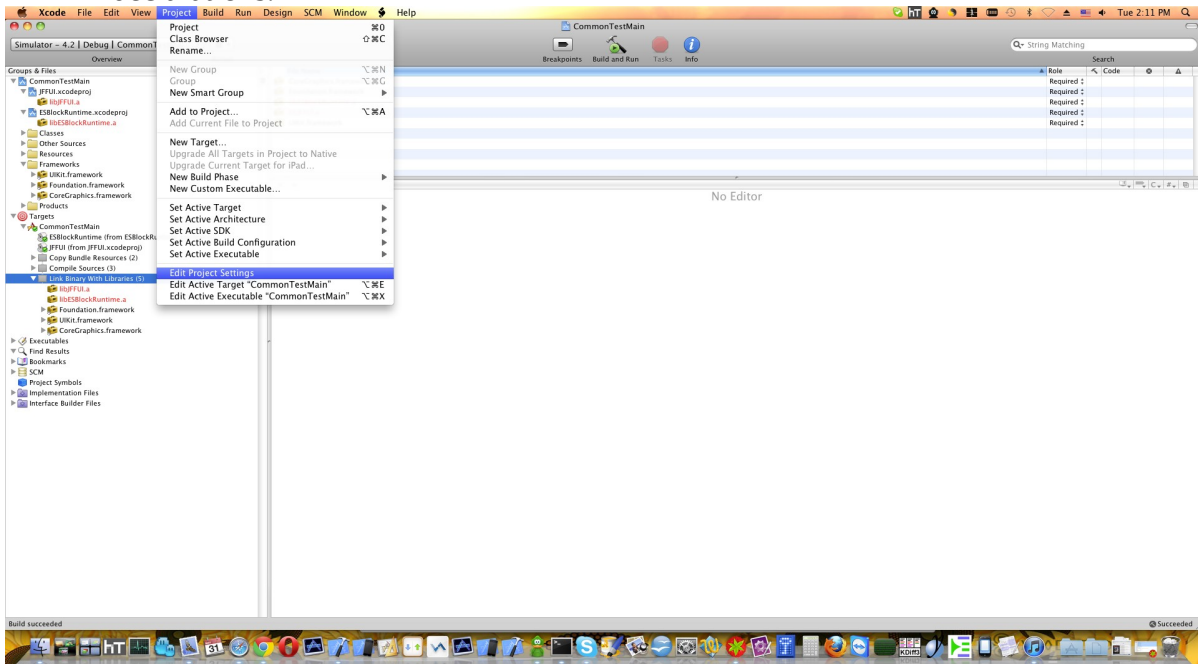 Xcode File Edit View Project Build Run Design SCM Window Help Tue 2:11 PM
CommonTestMain
Simulator - 4.2 | Debug | CommonT
Overview
Breakpoints Build and Run Tasks Info
String Matching
Search
Groups & Files
Role Code
CommonTestMain
JFFUI.xcodeproj
libJFFUI.a
ESBlockRuntime.xcodeproj
libESBlockRuntime.a
Classes
Other Sources
Resources
Frameworks
UIKit.framework
Foundation.framework
CoreGraphics.framework
Products
Targets
CommonTestMain
ESBlockRuntime (from ESBlockRu
JFFUI (from JFFUI.xcodeproj)
Copy Bundle Resources (2)
Compile Sources (3)
Link Binary With Libraries (5)
libJFFUI.a
libESBlockRuntime.a
Foundation.framework
UIKit.framework
CoreGraphics.framework
Executables
Find Results
Bookmarks
SCM
Project Symbols
Implementation Files
Interface Builder Files
Project ⌘0
Class Browser ⇧⌘C
Rename...
New Group ⌥⌘N
Group ⌥⌘G
New Smart Group
Add to Project... ⌥⌘A
Add Current File to Project
New Target...
Upgrade All Targets in Project to Native
Upgrade Current Target for iPad...
New Build Phase
New Custom Executable...
Set Active Target
Set Active Architecture
Set Active SDK
Set Active Build Configuration
Set Active Executable
Edit Project Settings
Edit Active Target “CommonTestMain” ⌥⌘E
Edit Active Executable “CommonTestMain” ⌥⌘X
Required
Required
Required
Required
Required
No Editor
Build succeeded
Succeeded